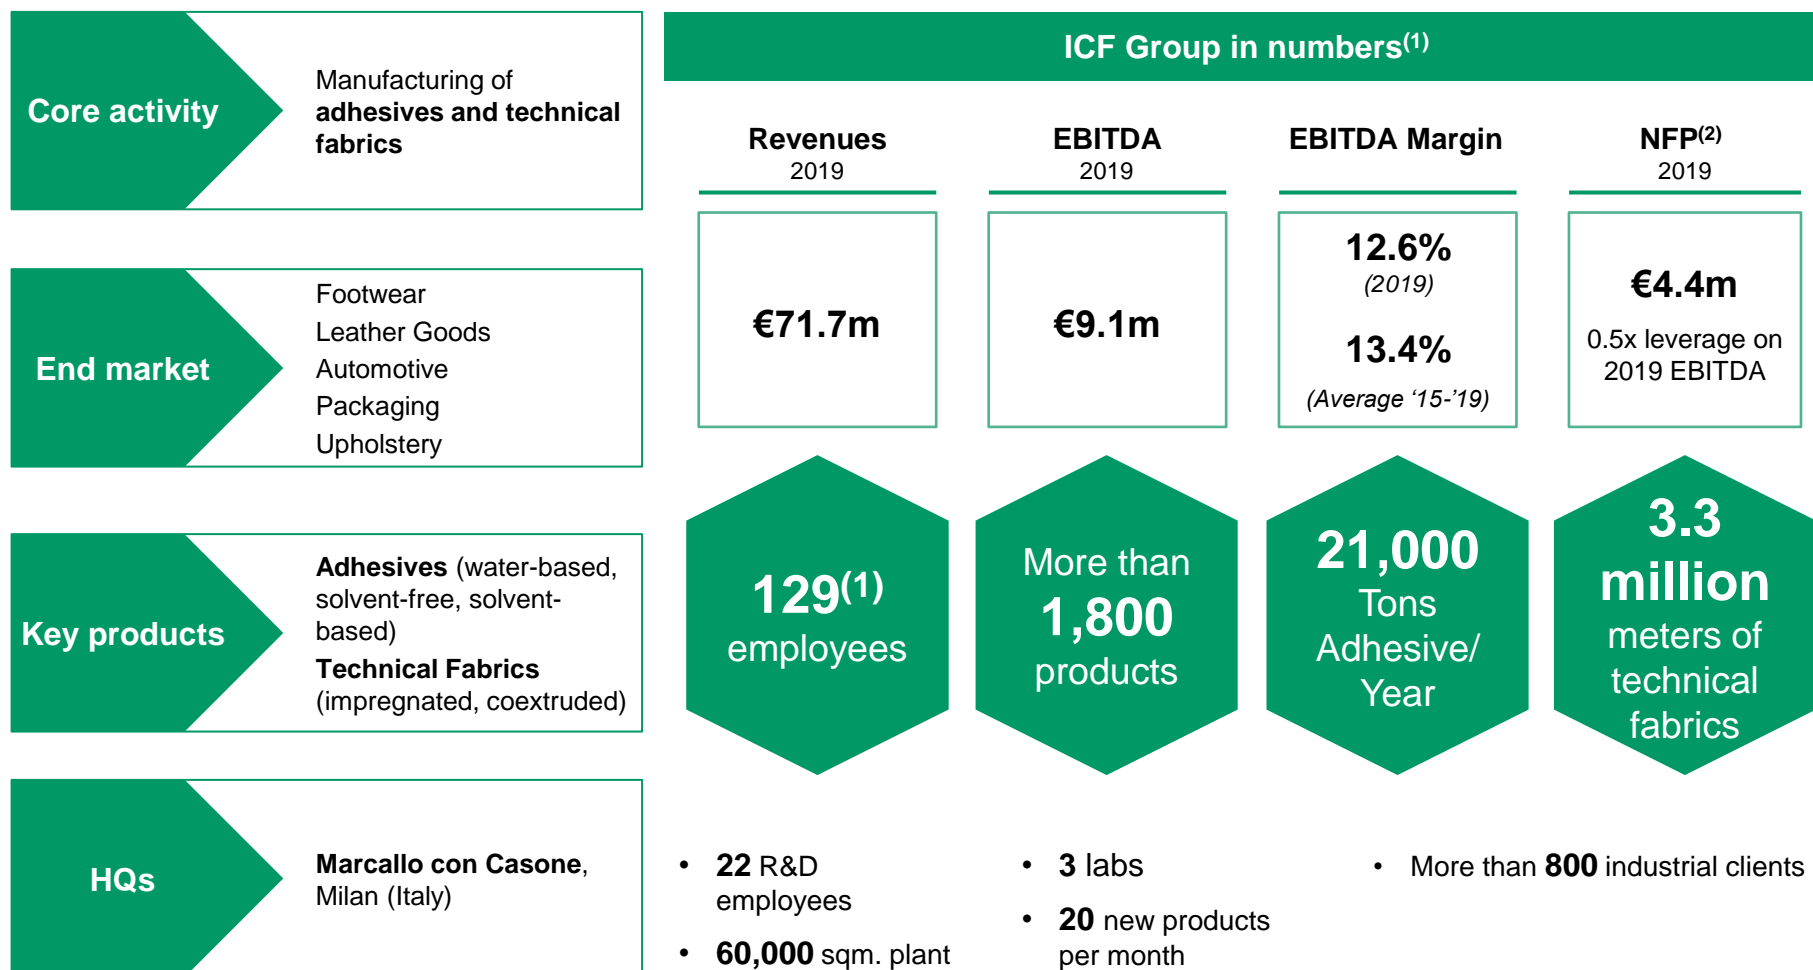 Core activity
Manufacturing of
adhesives and technical
fabrics
End market
Footwear
Leather Goods
Automotive
Packaging
Upholstery
Key products
Adhesives (water-based,
solvent-free, solvent-
based)
Technical Fabrics
(impregnated, coextruded)
HQs
Marcallo con Casone,
Milan (Italy)
ICF Group in numbers(1)
Revenues
2019
€71.7m
EBITDA
2019
€9.1m
EBITDA Margin
12.6%
(2019)
13.4%
(Average ‘15-’19)
NFP(2)
2019
€4.4m
0.5x leverage on
2019 EBITDA
129(1)
employees
More than
1,800
products
21,000
Tons
Adhesive/
Year
3.3
million
meters of
technical
fabrics
• 22 R&D
employees
• 60,000 sqm. plant
• 3 labs
• 20 new products
per month
• More than 800 industrial clients